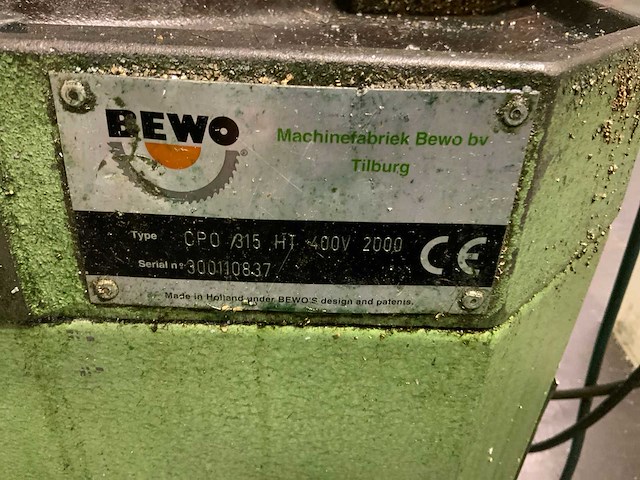 BEWO
®
Machinefabriek Bewo bv
Tilburg
Type CPO 315 HT 400V 2000
Serial nº 300110837
CE
Made in Holland under BEWO'S design and patents.